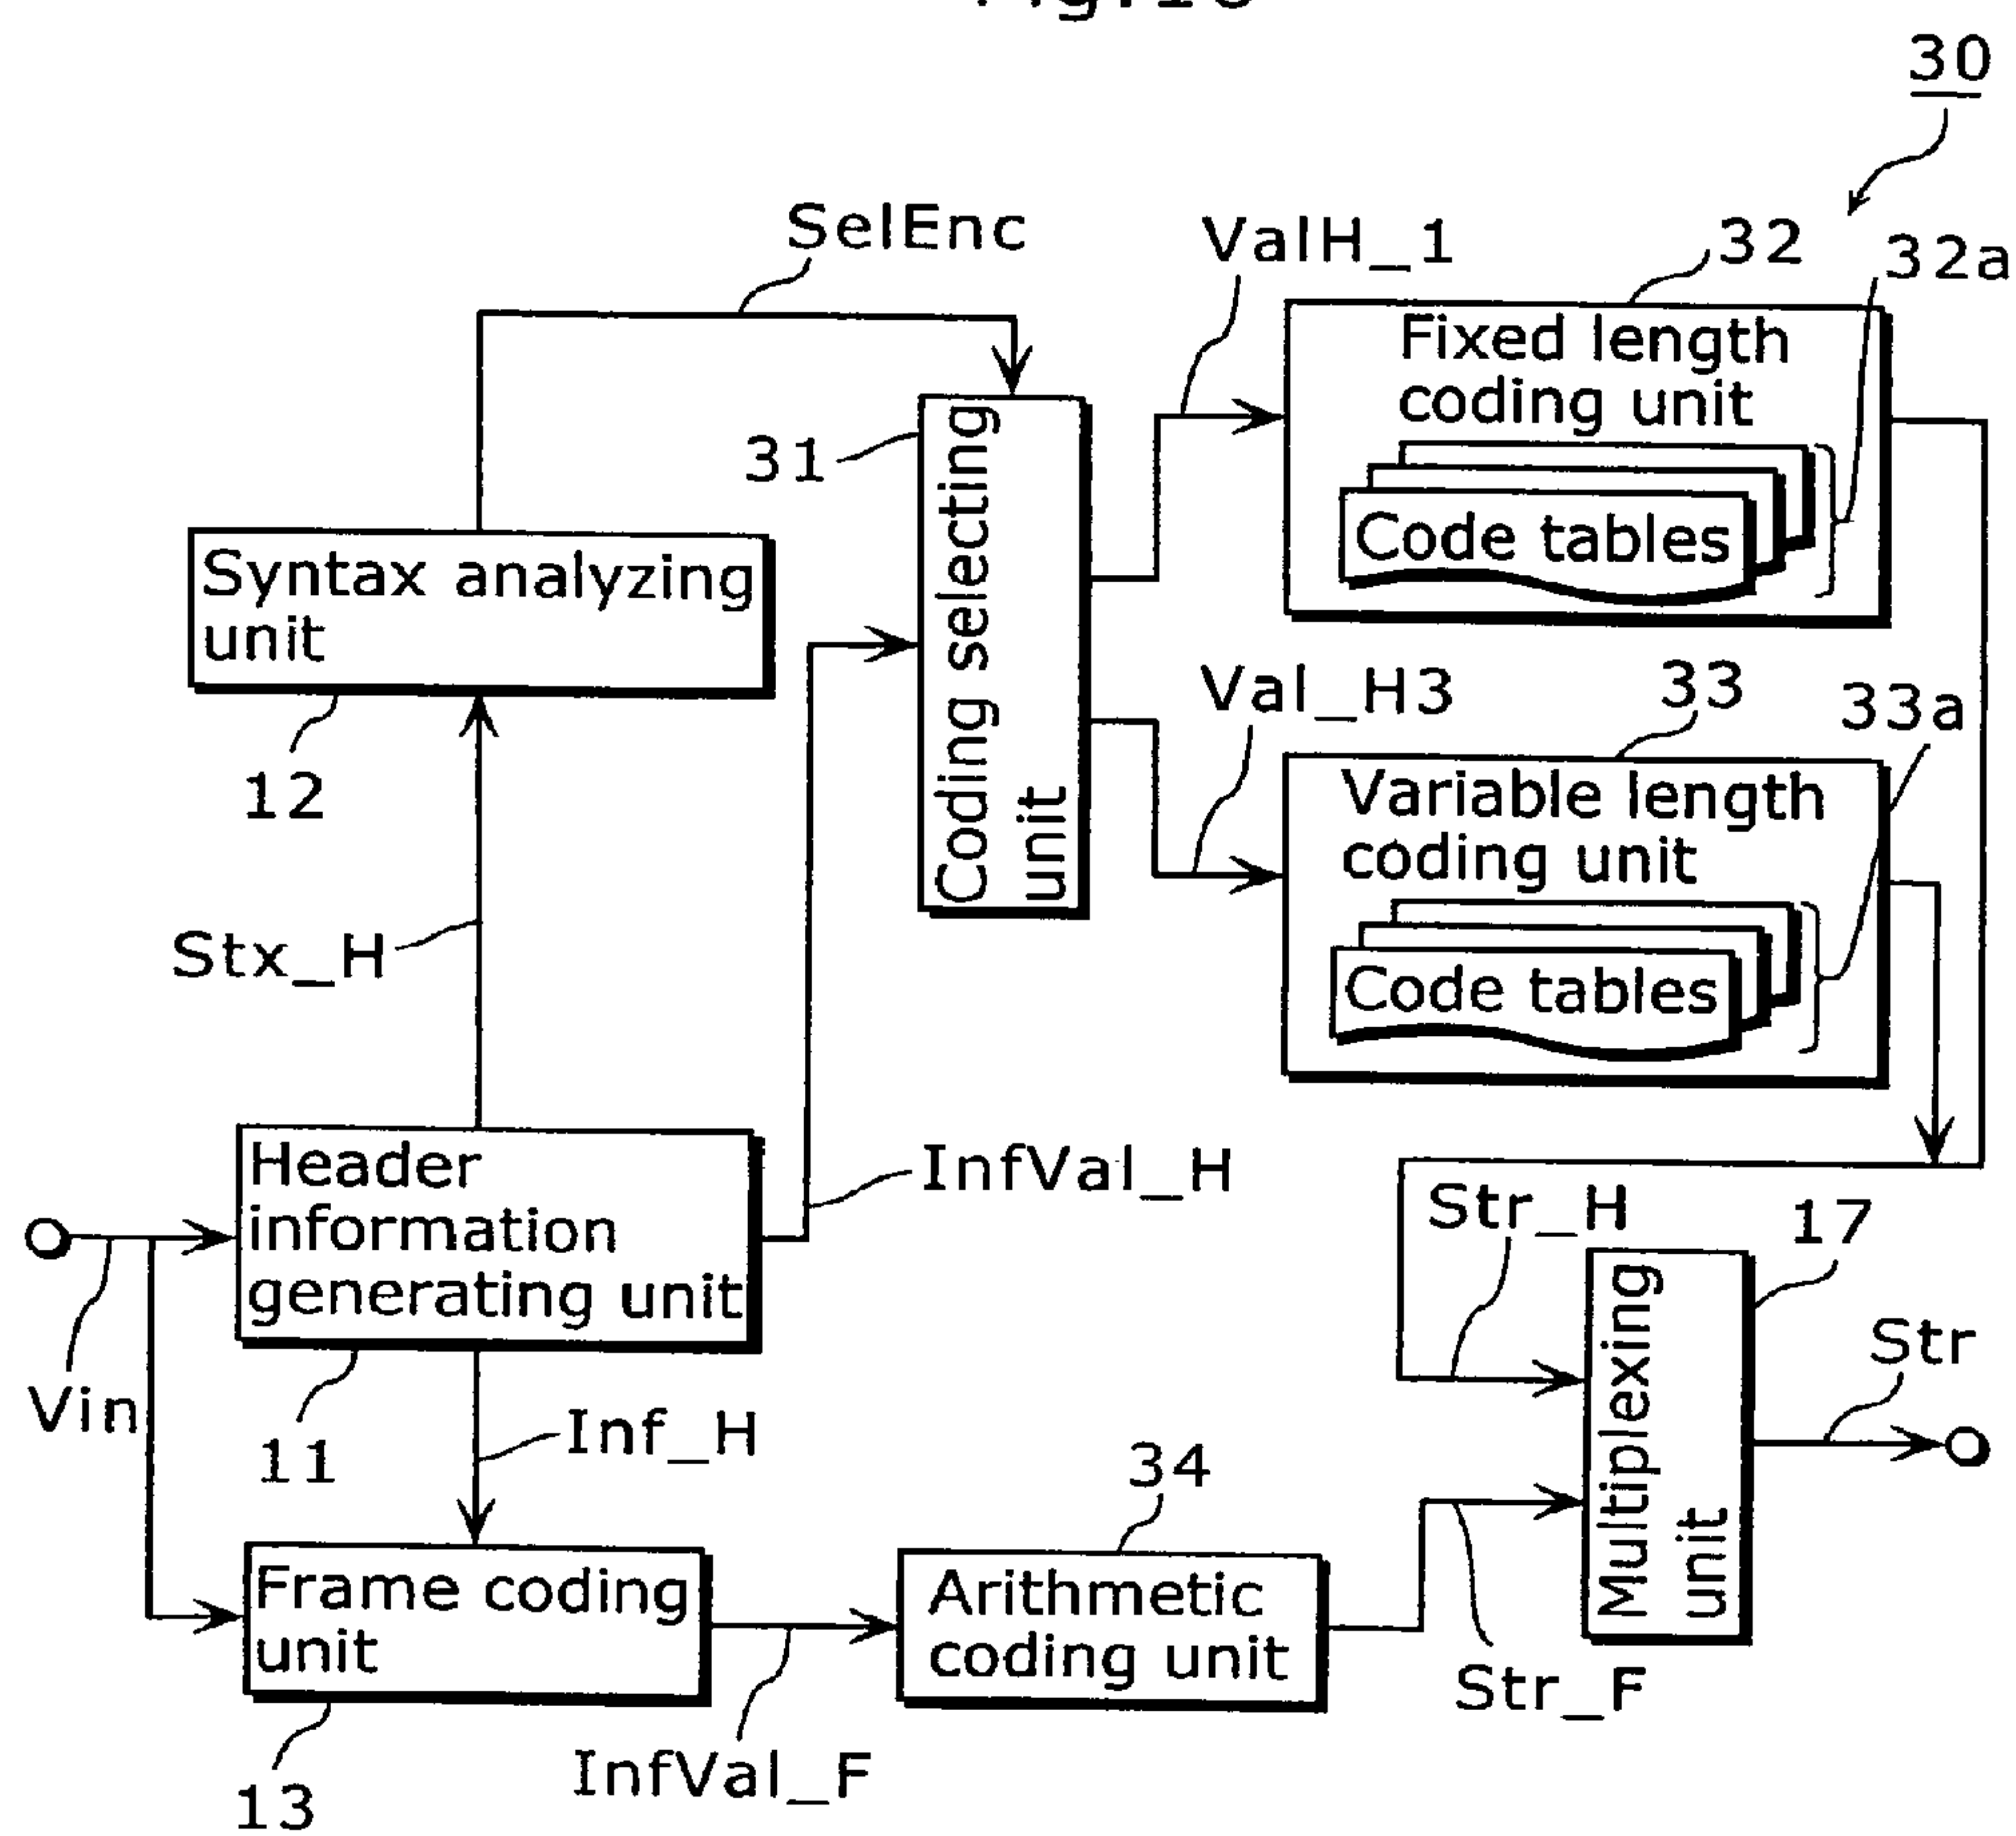 30
SelEnc
ValH_1
32
32a
Fixed length
coding unit
Code tables
31
Coding selecting
unit
Syntax analyzing
unit
12
Val_H3
33
33a
Variable length
coding unit
Code tables
Stx_H
Header
information
generating unit
InfVal_H
Str_H
17
Vin
11
Inf_H
Multiplexing
unit
Str
34
Frame coding
unit
Arithmetic
coding unit
Str_F
13
InfVal_F